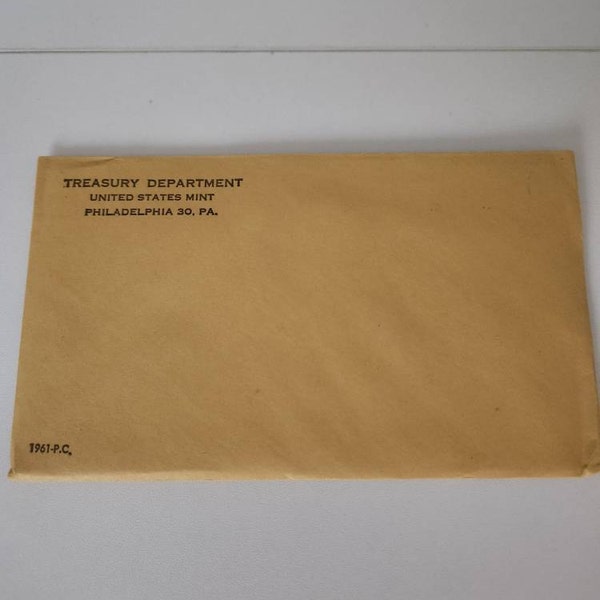 TREASURY DEPARTMENT
UNITED STATES MINT
PHILADELPHIA 30, PA.
1961-P.C.